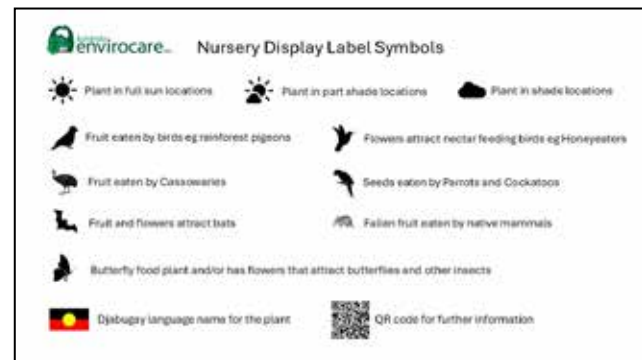 envirocare Nursery Display Label Symbols
Plant in full sun locations Plant in part shade locations Plant in shade locations
Fruit eaten by birds eg rainforest pigeons Flowers attract nectar feeding birds eg Honeyeaters
Fruit eaten by Cassowaries Seeds eaten by Parrots and Cockatoos
Fruit and flowers attract bats Fallen fruit eaten by native mammals
Butterfly food plant and/or has flowers that attract butterflies and other insects
Djabugay language name for the plant QR code for further information